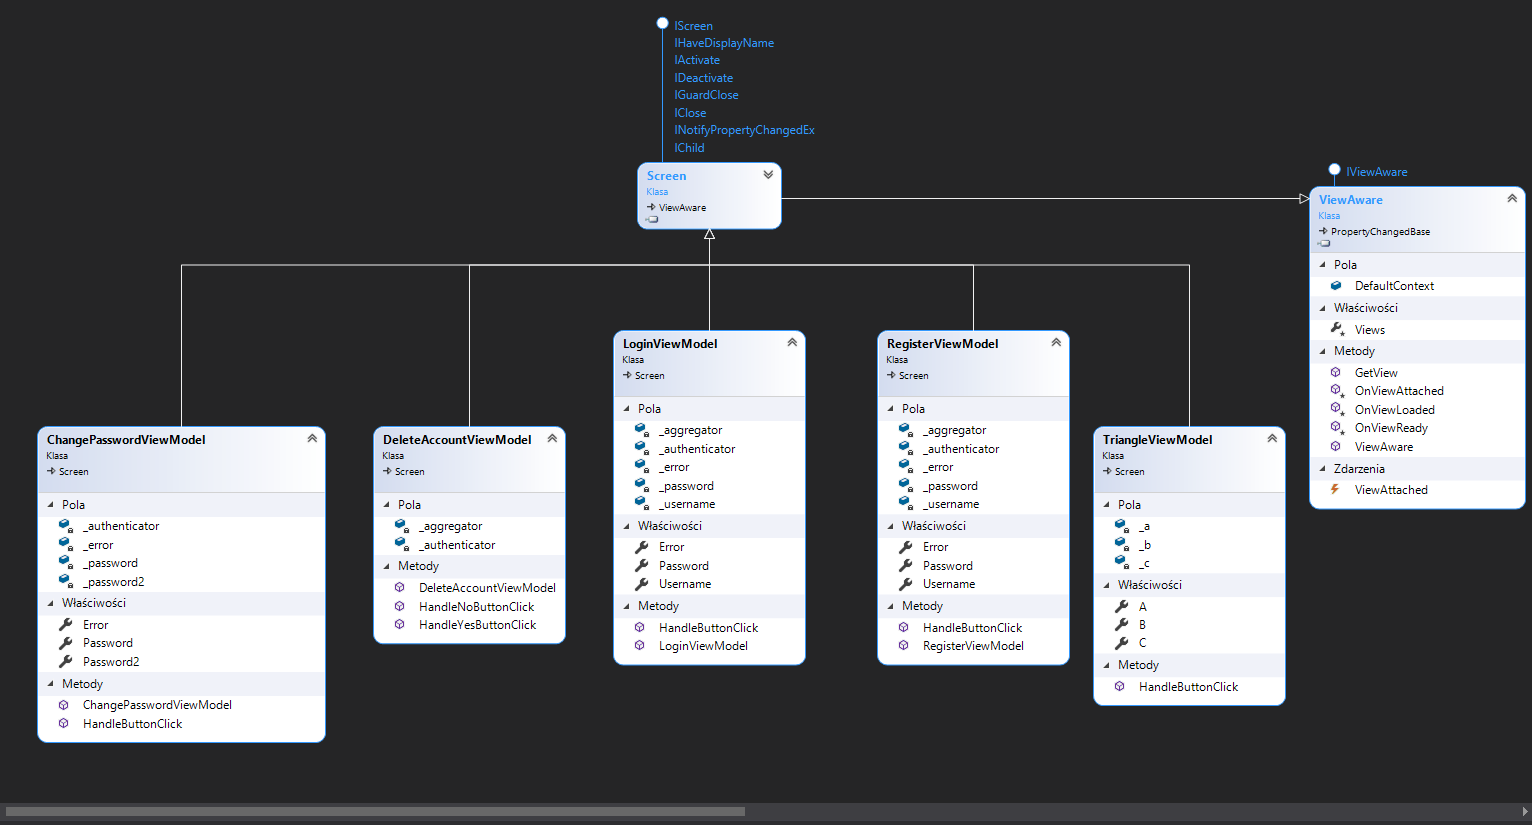 IScreen
IHaveDisplayName
IActivate
IDeactivate
IGuardClose
IClose
INotifyPropertyChangedEx
IChild
Screen
Klasa
ViewAware
IViewAware
ViewAware
Klasa
PropertyChangedBase
Pola
DefaultContext
Właściwości
Views
Metody
GetView
OnViewAttached
OnViewLoaded
OnViewReady
ViewAware
Zdarzenia
ViewAttached
ChangePasswordViewModel
Klasa
Screen
Pola
_authenticator
_error
_password
_password2
Właściwości
Error
Password
Password2
Metody
ChangePasswordViewModel
HandleButtonClick
DeleteAccountViewModel
Klasa
Screen
Pola
_aggregator
_authenticator
Metody
DeleteAccountViewModel
HandleNoButtonClick
HandleYesButtonClick
LoginViewModel
Klasa
Screen
Pola
_aggregator
_authenticator
_error
_password
_username
Właściwości
Error
Password
Username
Metody
HandleButtonClick
LoginViewModel
RegisterViewModel
Klasa
Screen
Pola
_aggregator
_authenticator
_error
_password
_username
Właściwości
Error
Password
Username
Metody
HandleButtonClick
RegisterViewModel
TriangleViewModel
Klasa
Screen
Pola
_a
_b
_c
Właściwości
A
B
C
Metody
HandleButtonClick